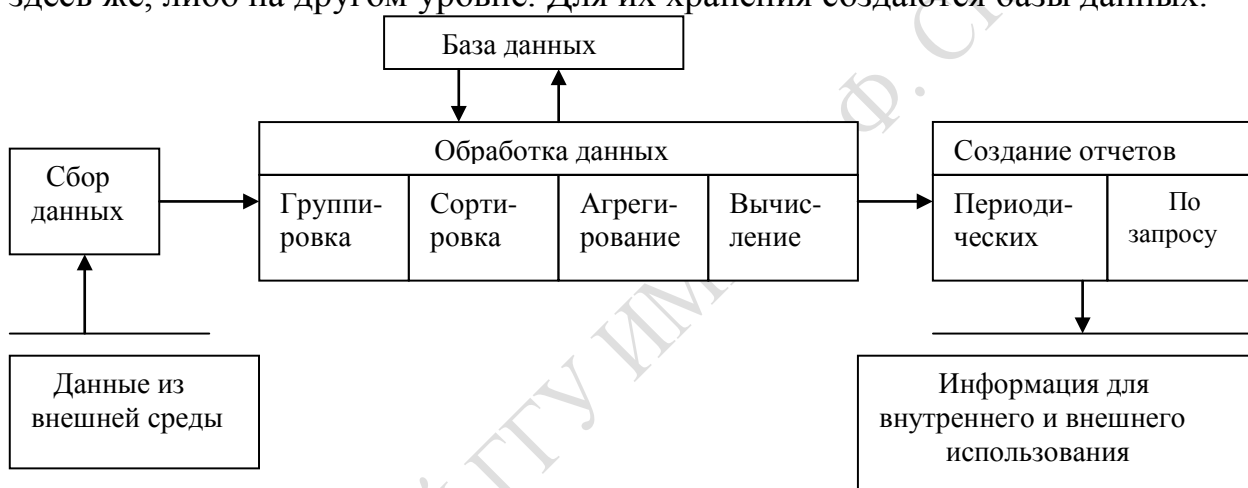 здесь же, либо на другом уровне. Для их хранения создаются базы данных.
База данных
Обработка данных
Создание отчетов
Сбор
данных
Группи-
ровка
Сорти-
ровка
Агреги-
рование
Вычис-
ление
Периоди-
ческих
По
запросу
Данные из
внешней среды
Информация для
внутреннего и внешнего
использования
ГГУ ИМ
Ф.